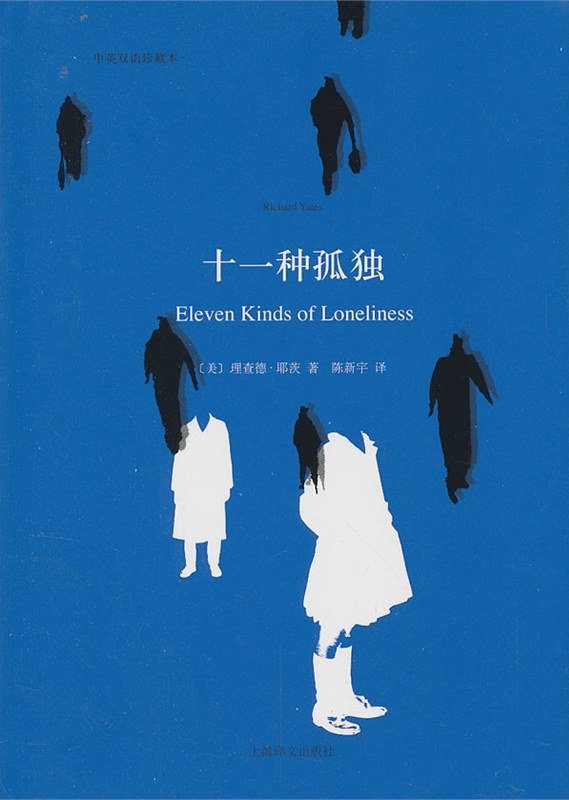 中英双语珍藏本
Richard Yates
十一种孤独
Eleven Kinds of Loneliness
〔美〕理查德·耶茨 著 陈新宇 译
上海译文出版社